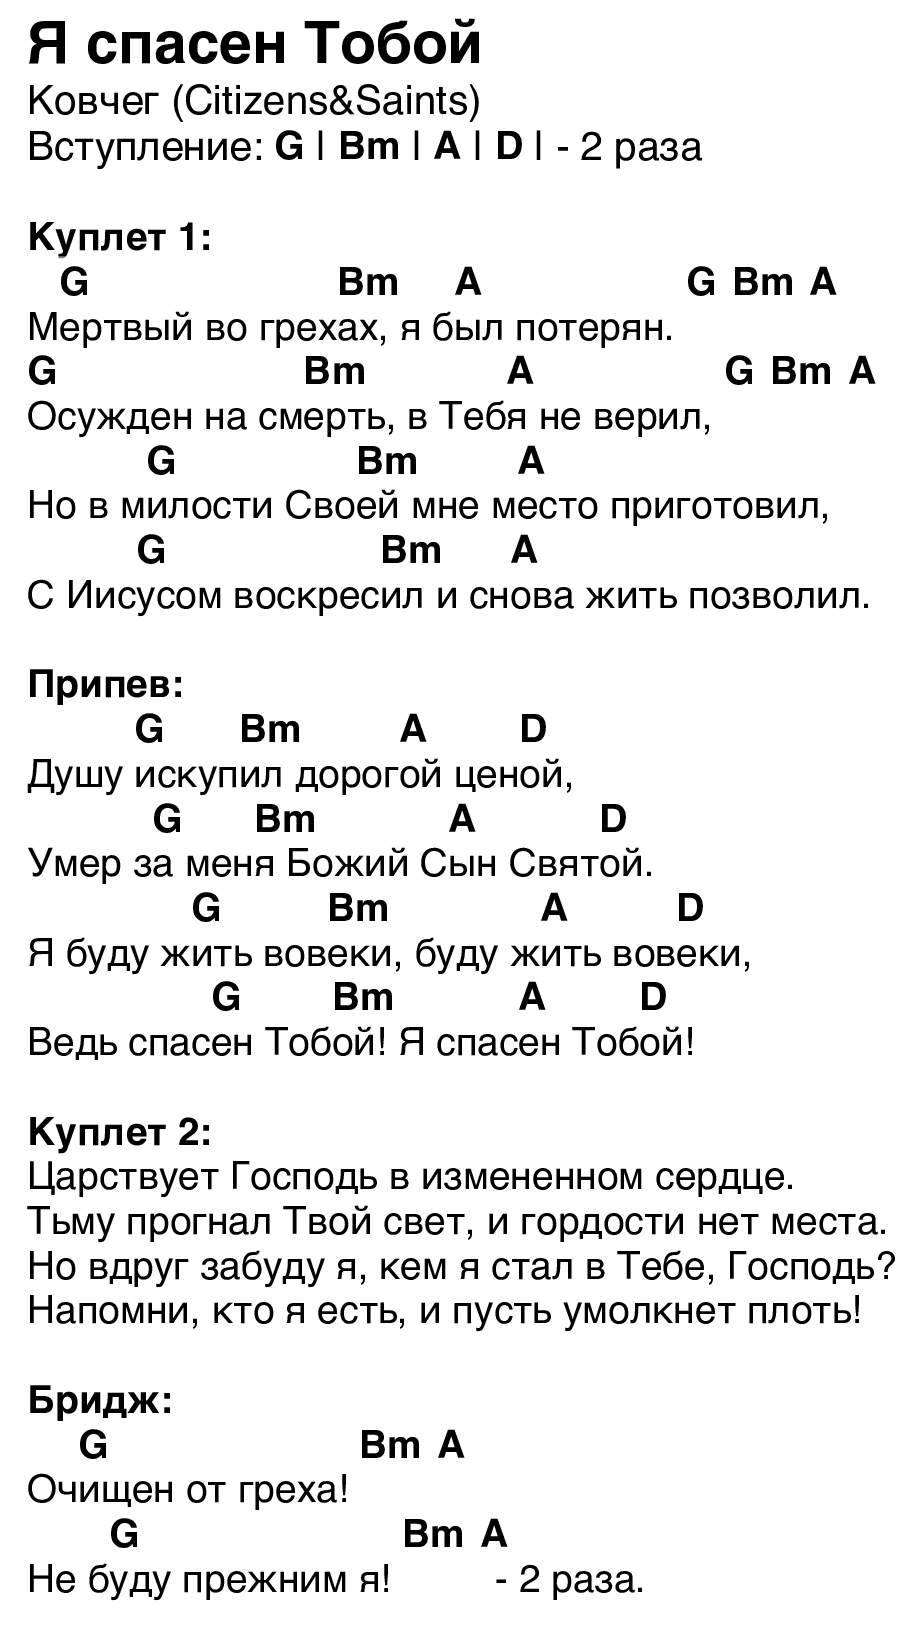 Я спасен Тобой
Ковчег (Citizens&Saints)
Вступление: G | Bm | A | D | - 2 раза
Куплет 1:
G Bm A G Bm A
Мертвый во грехах, я был потерян.
G Bm A G Bm A
Осужден на смерть, в Тебя не верил,
G Bm A
Но в милости Своей мне место приготовил,
G Bm A
С Иисусом воскресил и снова жить позволил.
Припев:
G Bm A D
Душу искупил дорогой ценой,
G Bm A D
Умер за меня Божий Сын Святой.
G Bm A D
Я буду жить вовеки, буду жить вовеки,
G Bm A D
Ведь спасен Тобой! Я спасен Тобой!
Куплет 2:
Царствует Господь в измененном сердце.
Тьму прогнал Твой свет, и гордости нет места.
Но вдруг забуду я, кем я стал в Тебе, Господь?
Напомни, кто я есть, и пусть умолкнет плоть!
Бридж:
G Bm A
Очищен от греха!
G Bm A
Не буду прежним я! - 2 раза.